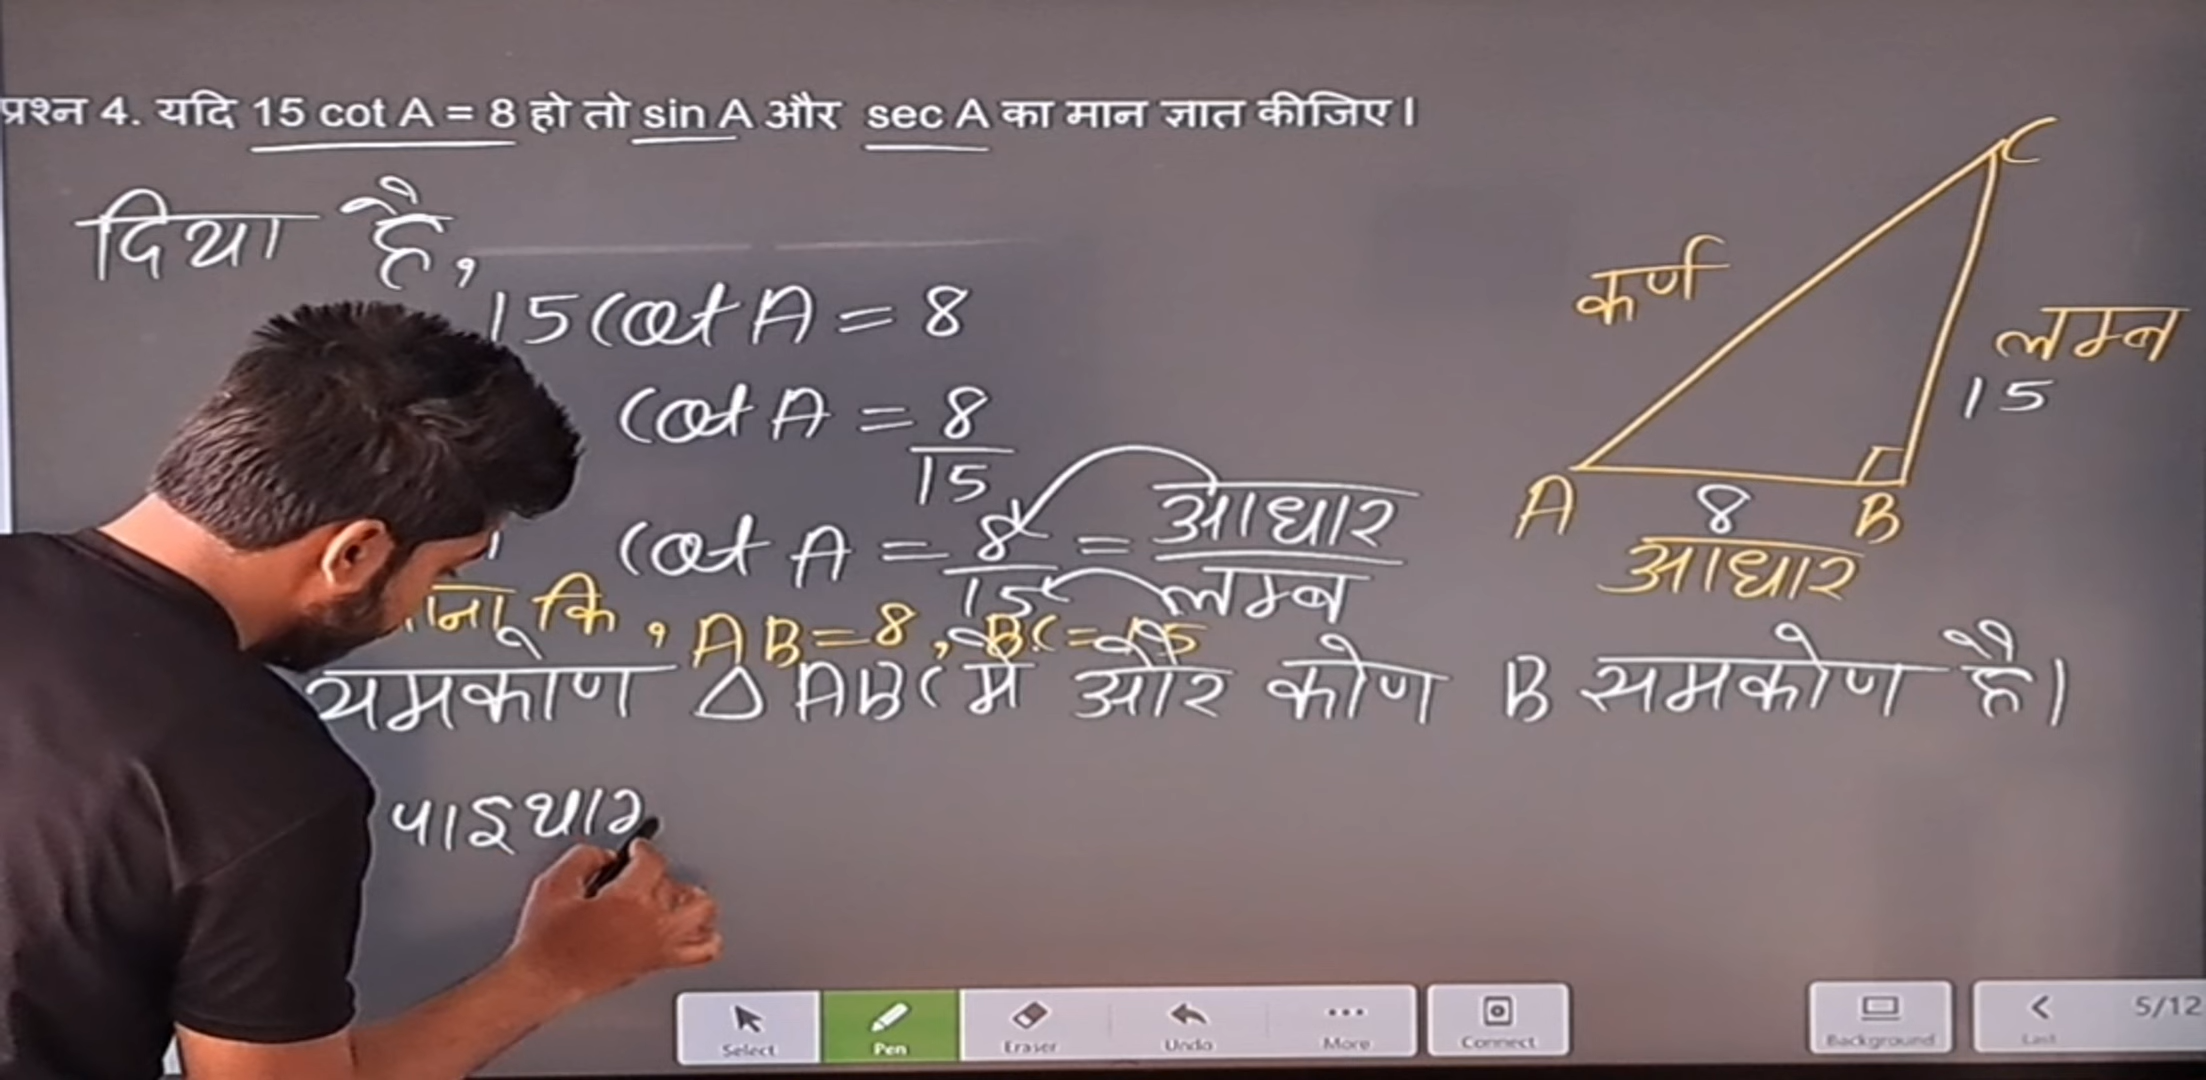 प्रश्न 4. यदि 15 cot A = 8 हो तो sin A और sec A का मान ज्ञात कीजिए।
दिया है,
15 cot A = 8
cot A = 8/15
cot A = 8/15 = आधार/लम्ब
कि, AB=8, BC=15
समकोण △ABC में और कोण B समकोण है।
पाइथाग
C
कर्ण
लम्ब
15
A 8 B
आधार
Select Pen Eraser Undo More Connect Background Last 5/12